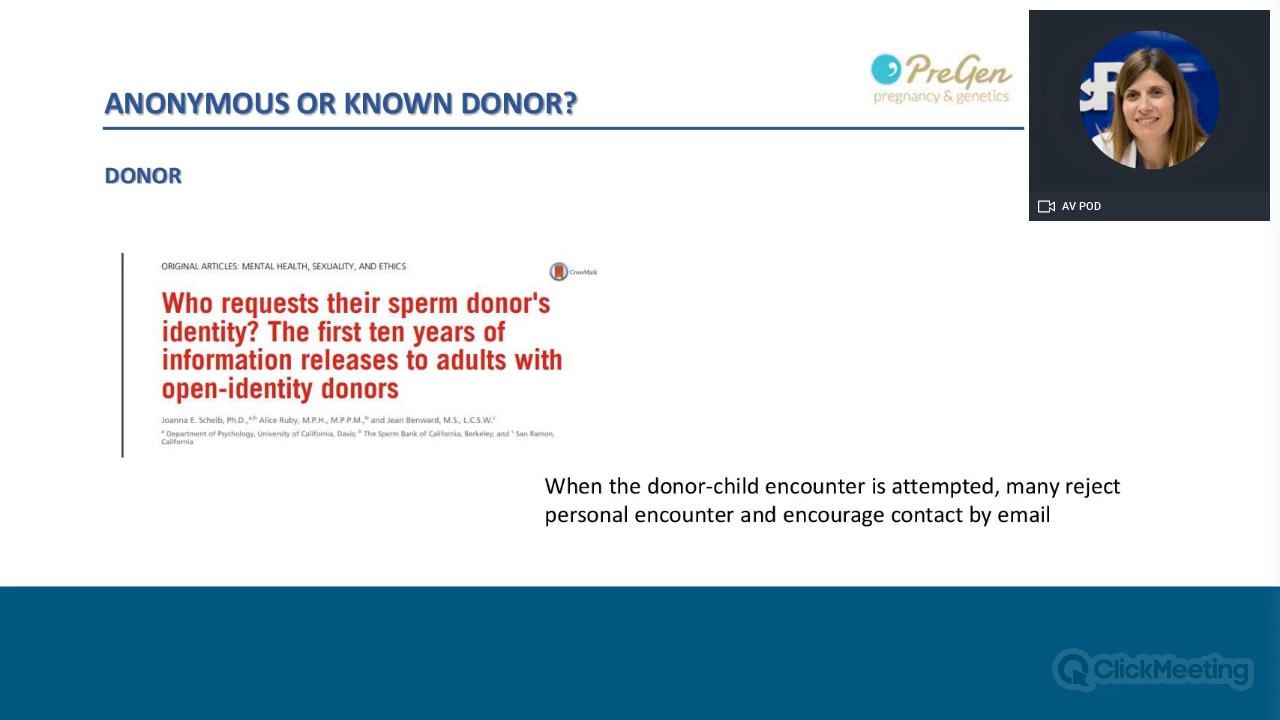 PreGen
pregnancy & genetics
ANONYMOUS OR KNOWN DONOR?
DONOR
AV POD
ORIGINAL ARTICLES: MENTAL HEALTH, SEXUALITY, AND ETHICS
CrossMark
Who requests their sperm donor's
identity? The first ten years of
information releases to adults with
open-identity donors
Joanna E. Scheib, Ph.D.,a,b Alice Ruby, M.P.H., M.P.P.M.,b and Jean Benward, M.S., L.C.S.W.c
a Department of Psychology, University of California, Davis; b The Sperm Bank of California, Berkeley; and c San Ramon,
California
When the donor-child encounter is attempted, many reject
personal encounter and encourage contact by email
ClickMeeting